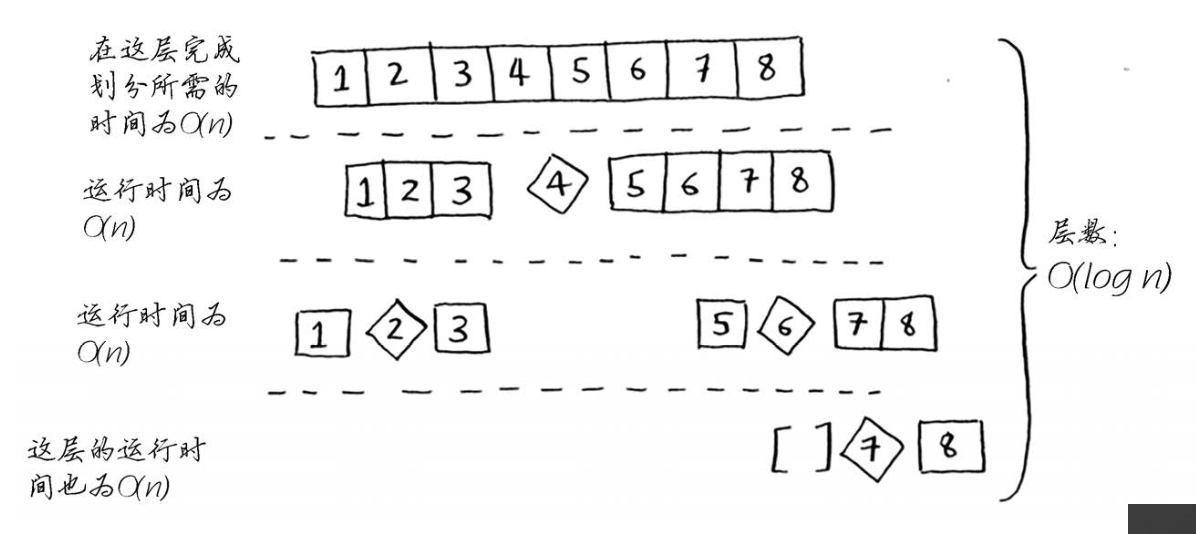 在这层完成
划分所需的
时间为O(n)
1 2 3 4 5 6 7 8
运行时间为
O(n)
1 2 3 4 5 6 7 8
层数:
O(log n)
运行时间为
O(n)
1 2 3 5 6 7 8
这层的运行时
间也为O(n)
[ ] 7 8